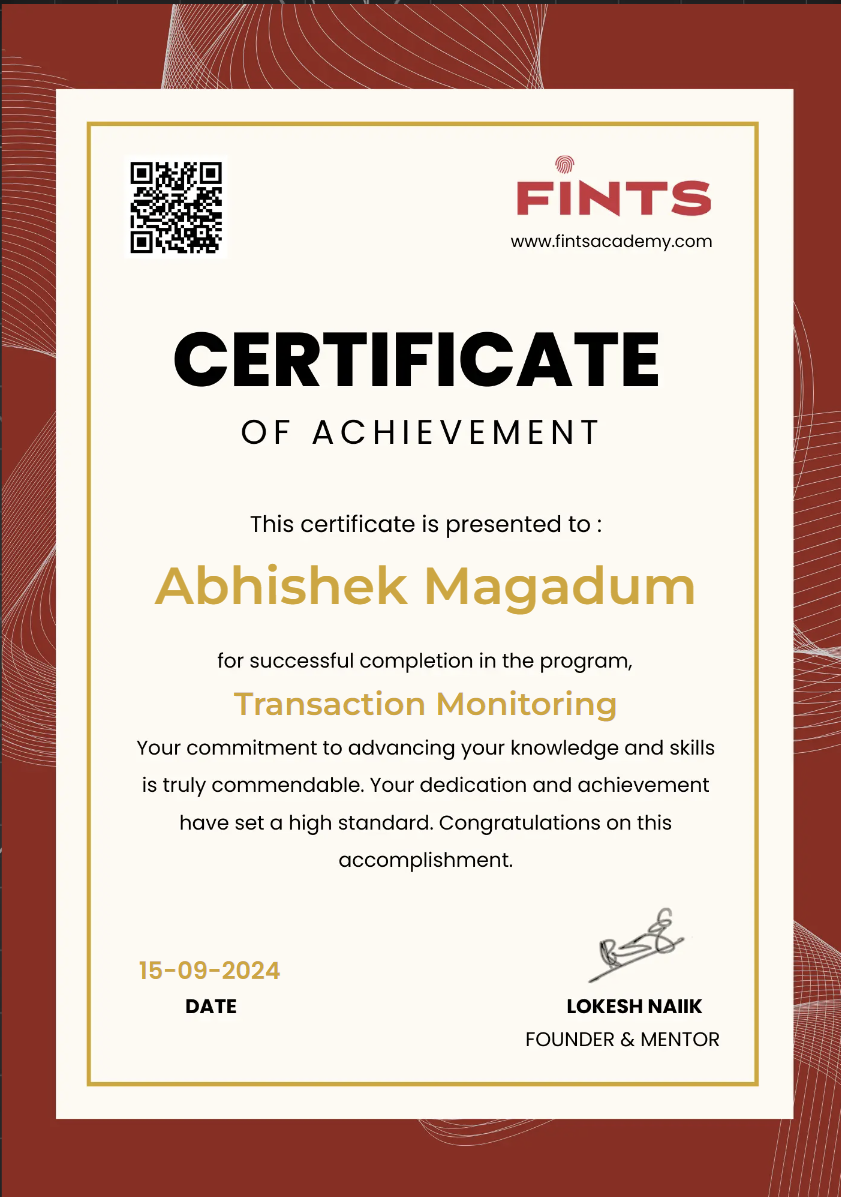 FINTS
www.fintsacademy.com
CERTIFICATE
OF ACHIEVEMENT
This certificate is presented to :
Abhishek Magadum
for successful completion in the program,
Transaction Monitoring
Your commitment to advancing your knowledge and skills
is truly commendable. Your dedication and achievement
have set a high standard. Congratulations on this
accomplishment.
15-09-2024
DATE
LOKESH NAIIK
FOUNDER & MENTOR